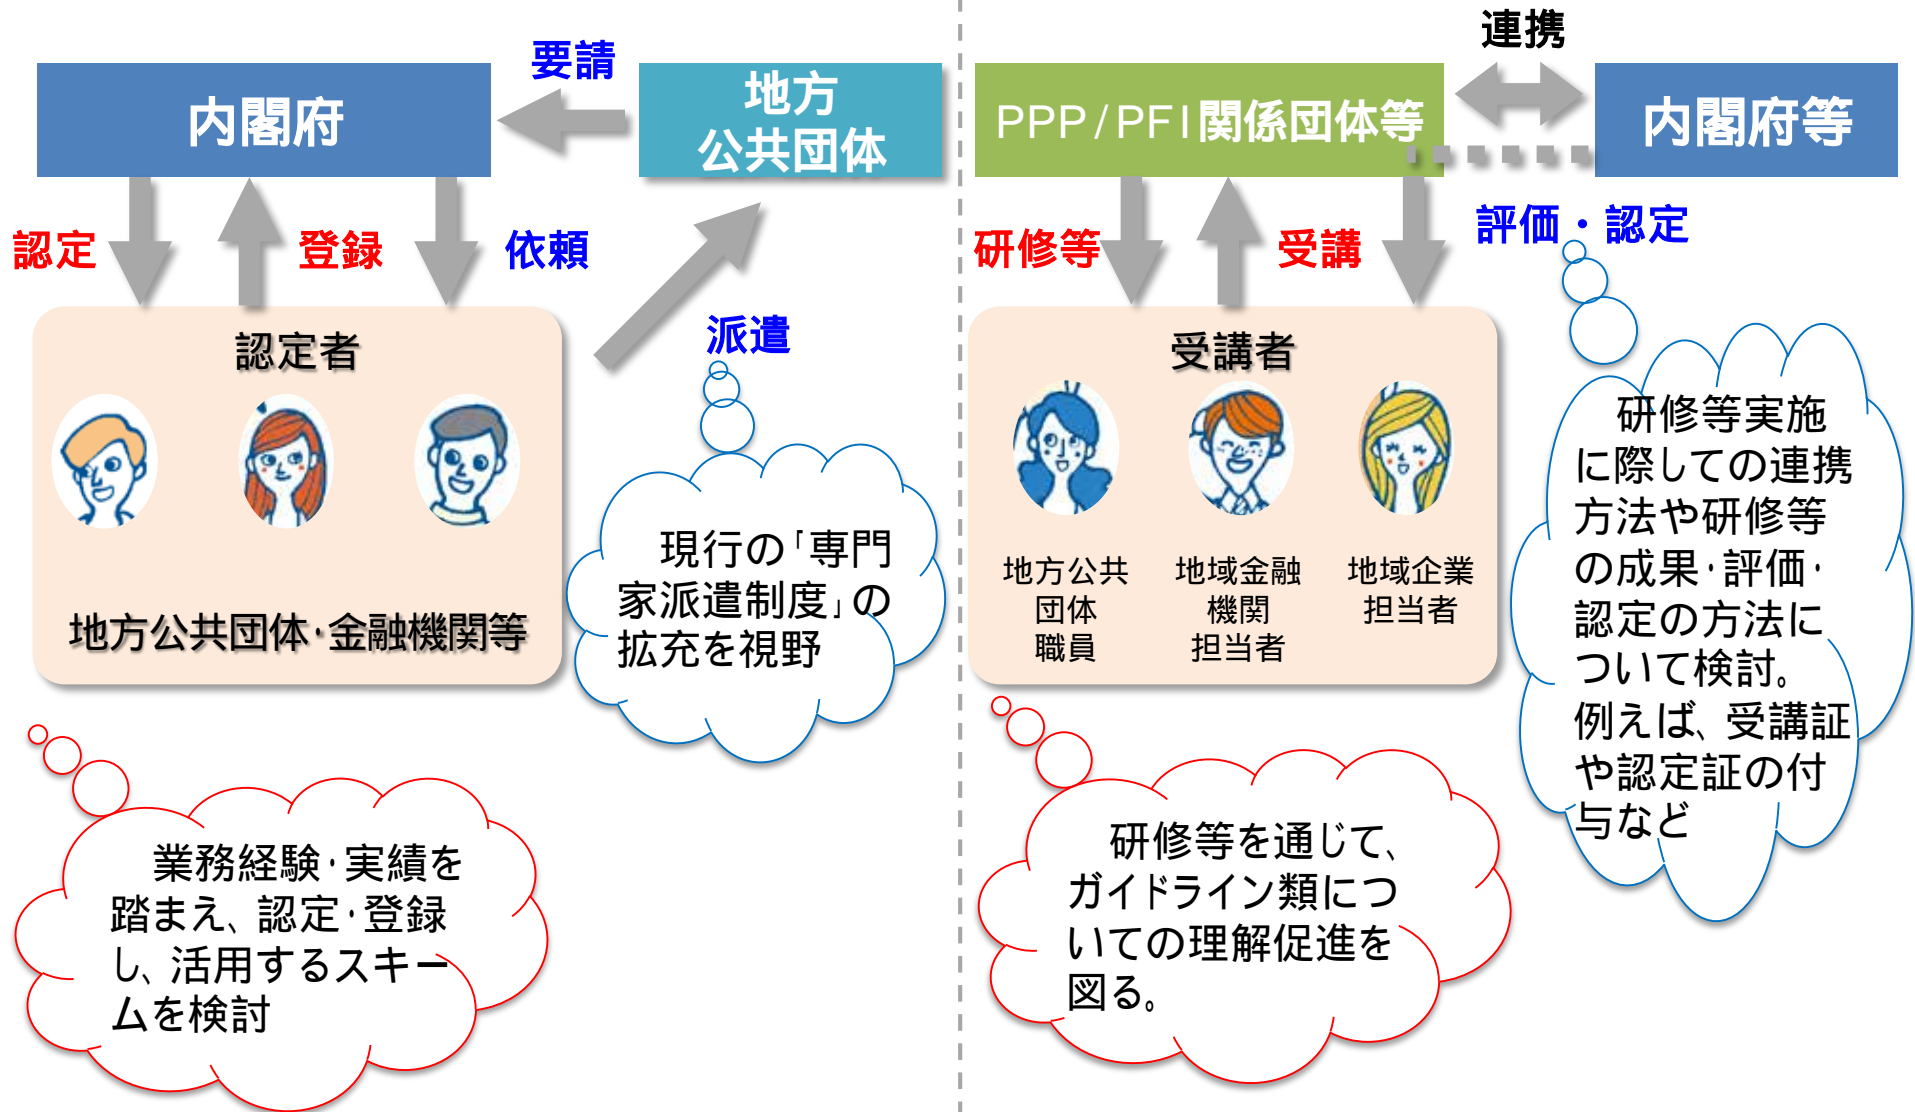 要請
内閣府
地方
公共団体
認定
登録
依頼
派遣
認定者
地方公共団体・金融機関等
現行の「専門
家派遣制度」の
拡充を視野
業務経験・実績を
踏まえ、認定・登録
し、活用するスキー
ムを検討
連携
PPP/PFI関係団体等
内閣府等
研修等
受講
評価・認定
受講者
地方公共
団体
職員
地域金融
機関
担当者
地域企業
担当者
研修等実施
に際しての連携
方法や研修等
の成果・評価・
認定の方法に
ついて検討。
例えば、受講証
や認定証の付
与など
研修等を通じて、
ガイドライン類につ
いての理解促進を
図る。